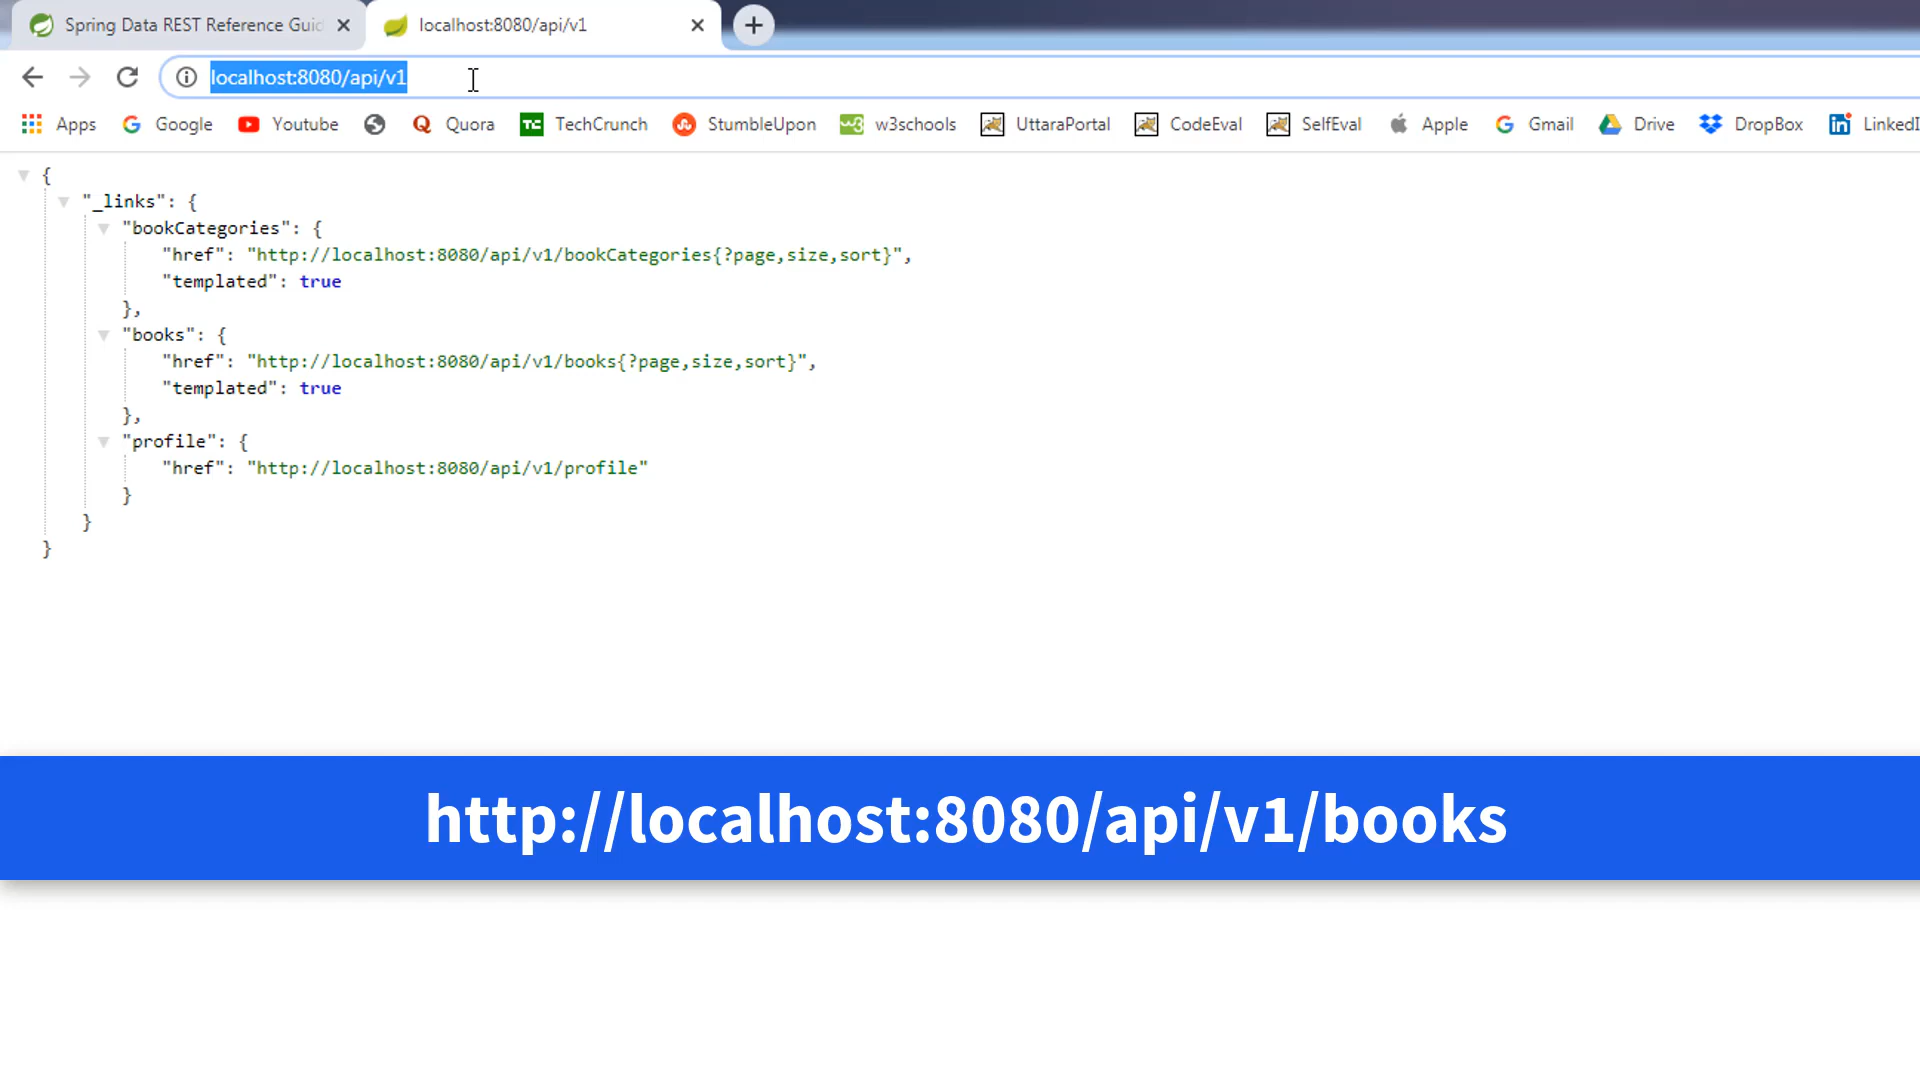 Spring Data REST Reference Guid
localhost:8080/api/v1
localhost:8080/api/v1
Apps Google Youtube Quora TechCrunch StumbleUpon w3schools UttaraPortal CodeEval SelfEval Apple Gmail Drive DropBox LinkedI
{
"_links": {
"bookCategories": {
"href": "http://localhost:8080/api/v1/bookCategories{?page,size,sort}",
"templated": true
},
"books": {
"href": "http://localhost:8080/api/v1/books{?page,size,sort}",
"templated": true
},
"profile": {
"href": "http://localhost:8080/api/v1/profile"
}
}
}
http://localhost:8080/api/v1/books